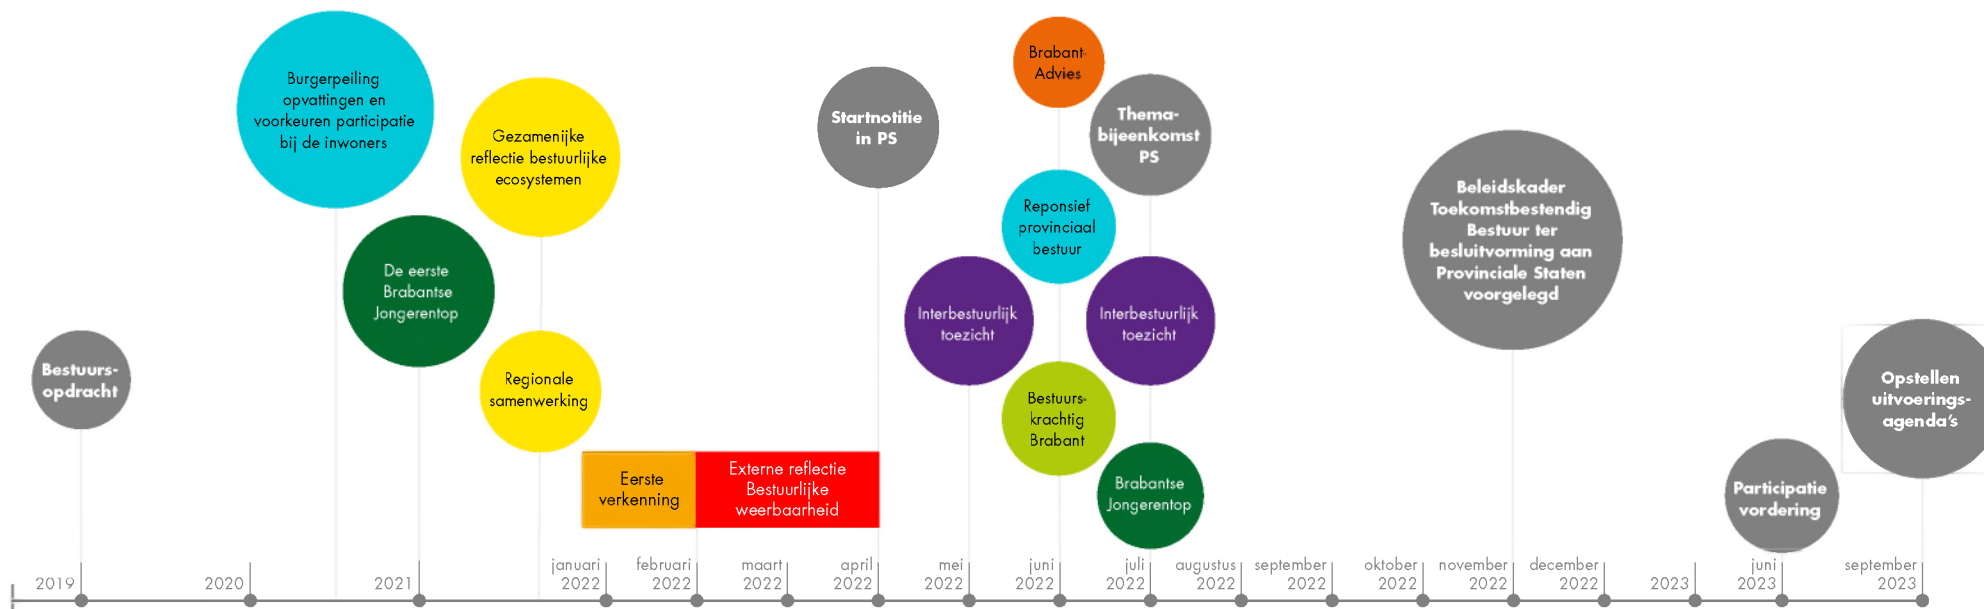 Bestuurs-
opdracht
Burgerpeiling
opvattingen en
voorkeuren participatie
bij de inwoners
De eerste
Brabantse
Jongerentop
Gezamenijke
reflectie bestuurlijke
ecosystemen
Regionale
samenwerking
Eerste
verkenning
Externe reflectie
Bestuurlijke
weerbaarheid
Startnotitie
in PS
Interbestuurlijk
toezicht
Brabant-
Advies
Reponsief
provinciaal
bestuur
Bestuurs-
krachtig
Brabant
Thema-
bijeenkomst
PS
Interbestuurlijk
toezicht
Brabantse
Jongerentop
Beleidskader
Toekomstbestendig
Bestuur ter
besluitvorming aan
Provinciale Staten
voorgelegd
Participatie
vordering
Opstellen
uitvoerings-
agenda's
2019
2020
2021
januari
2022
februari
2022
maart
2022
april
2022
mei
2022
juni
2022
juli
2022
augustus
2022
september
2022
oktober
2022
november
2022
december
2022
2023
juni
2023
september
2023